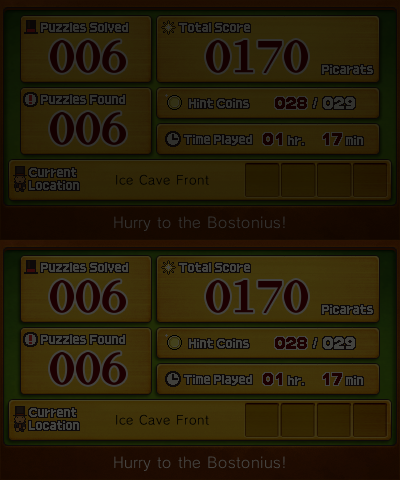 Puzzles Solved
006
Total Score
0170 Picarats
Puzzles Found
006
Hint Coins 028 / 029
Time Played 01 hr. 17 min
Current Location
Ice Cave Front
Hurry to the Bostonius!
Puzzles Solved
006
Total Score
0170 Picarats
Puzzles Found
006
Hint Coins 028 / 029
Time Played 01 hr. 17 min
Current Location
Ice Cave Front
Hurry to the Bostonius!